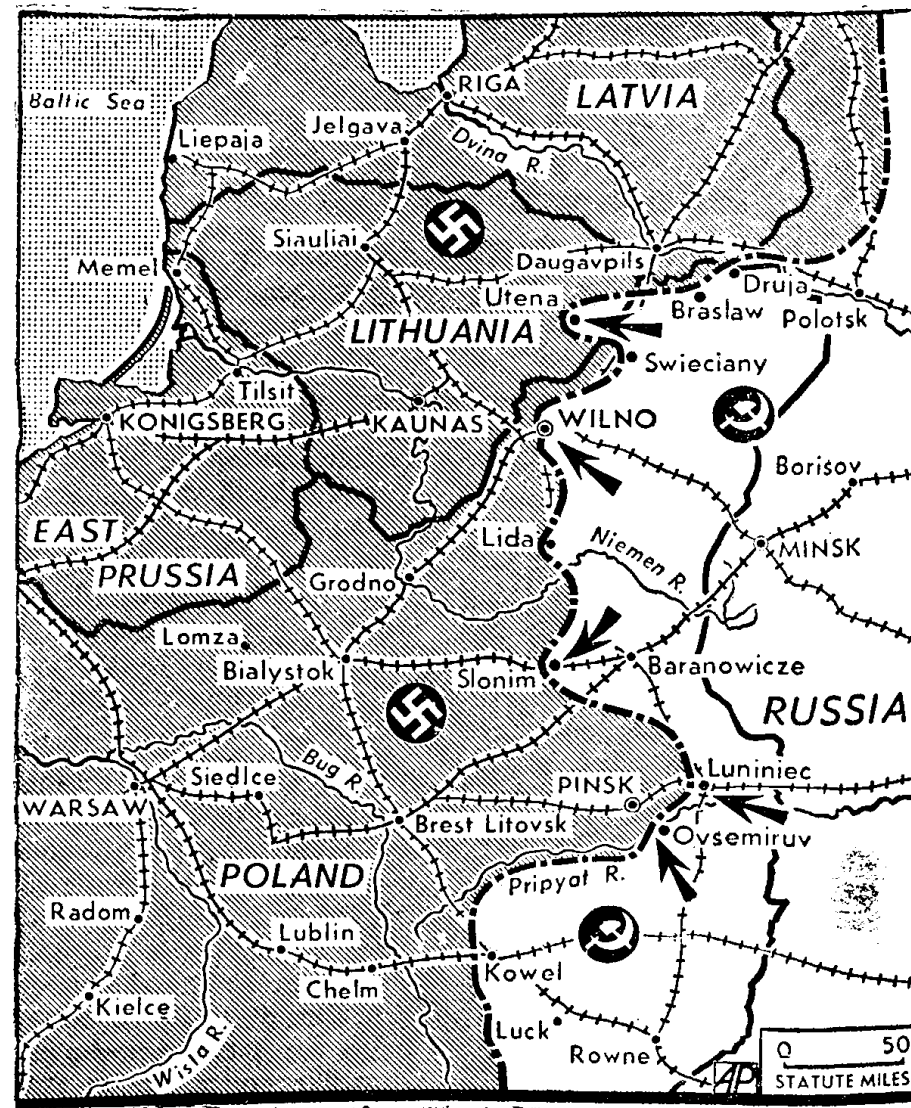 RIGA
LATVIA
Baltic Sea
Jelgava
Liepaja
Dvina R.
Siauliai
Daugavpils
Memel
Druja
Utena
Braslaw
Polotsk
LITHUANIA
Swieciany
Tilsit
KONIGSBERG
KAUNAS
WILNO
Borisov
EAST
PRUSSIA
Lida
Niemen R.
MINSK
Grodno
Lomza
Bialystok
Slonim
Baranowicze
RUSSIA
Bug R.
Siedlce
Luniniec
WARSAW
PINSK
Brest Litovsk
Ovsemiruv
POLAND
Pripyat R.
Radom
Lublin
Kowel
Chelm
Kielce
Luck
Rowne
Wisla R.
AP
0 50
STATUTE MILES